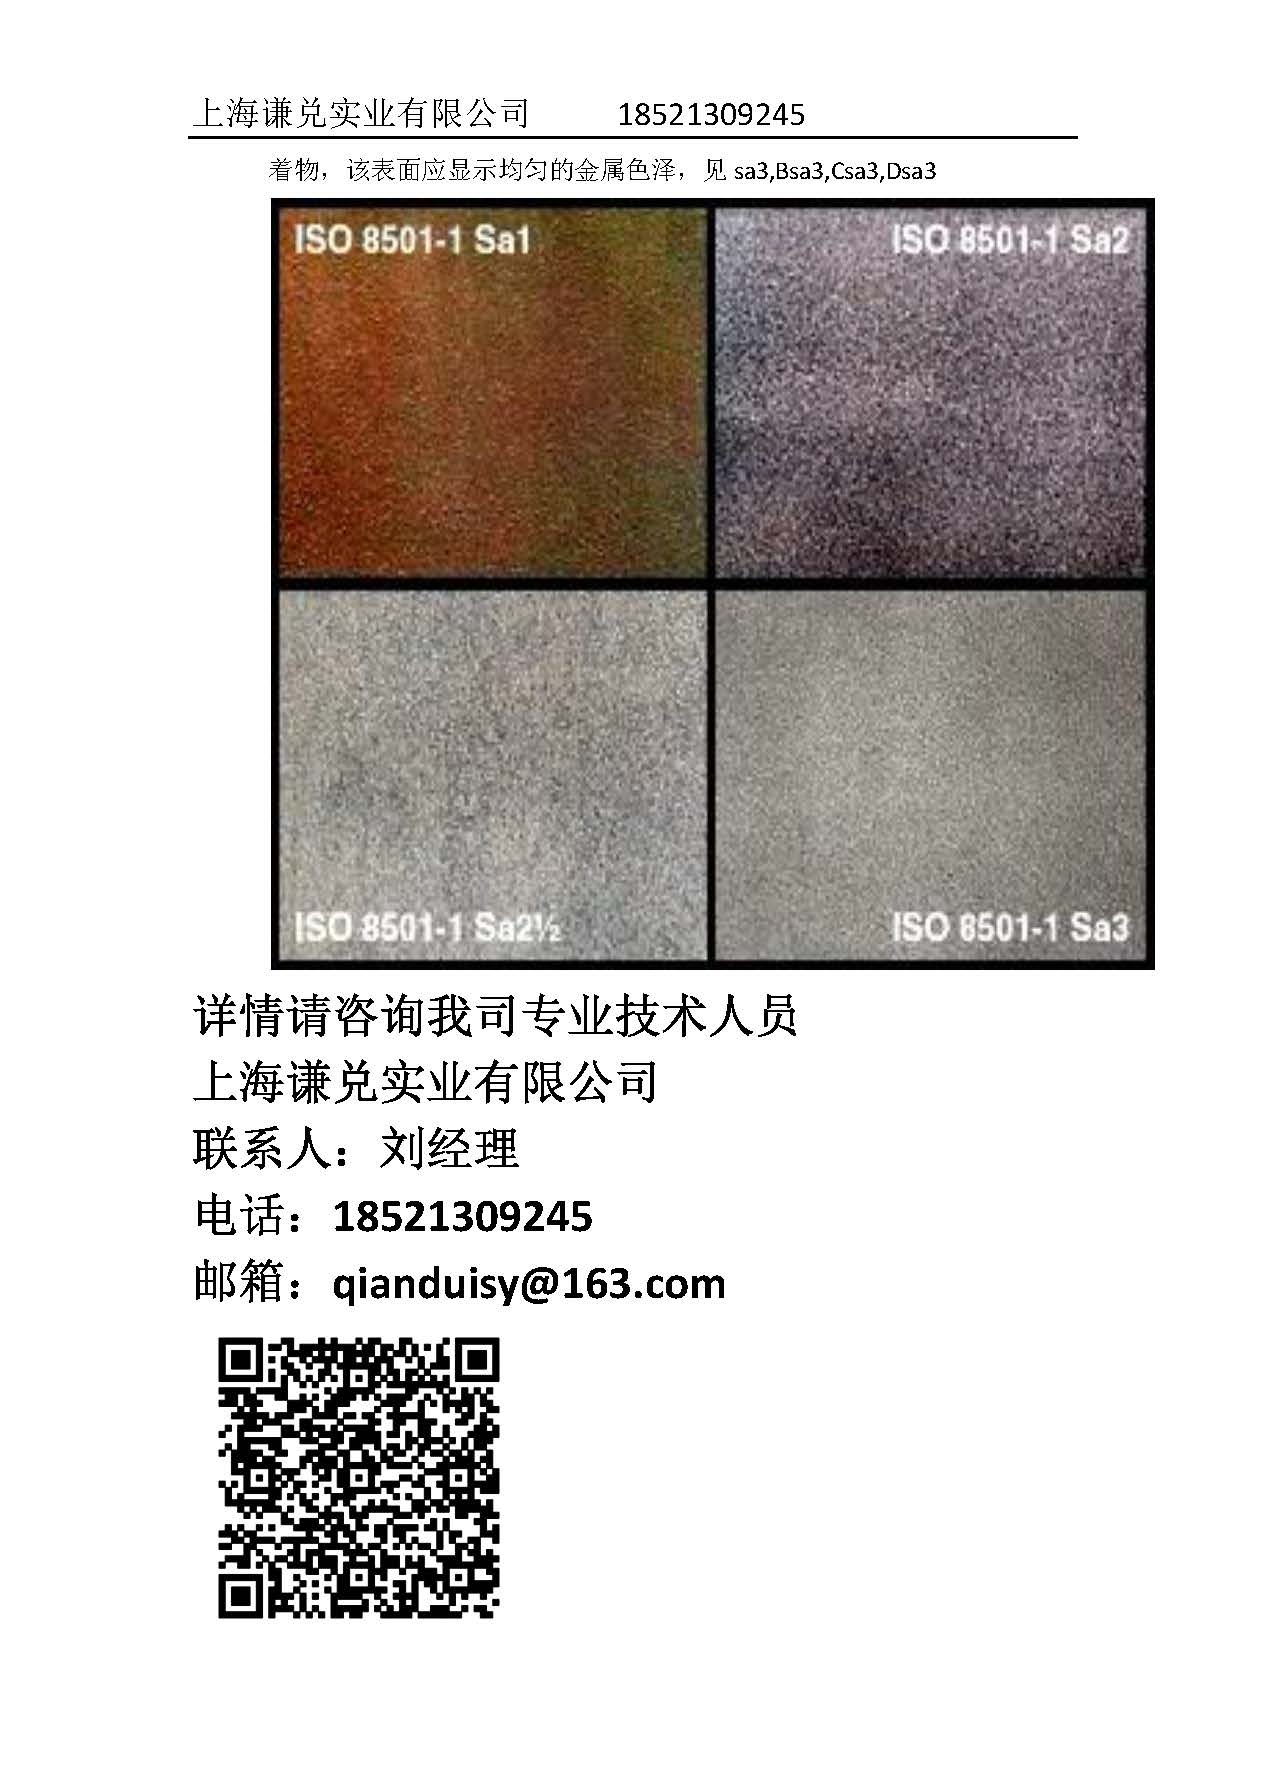 上海谦兑实业有限公司 18521309245
着物，该表面应显示均匀的金属色泽，见 sa3,Bsa3,Csa3,Dsa3
ISO 8501-1 Sa1
ISO 8501-1 Sa2
ISO 8501-1 Sa2½
ISO 8501-1 Sa3
详情请咨询我司专业技术人员
上海谦兑实业有限公司
联系人：刘经理
电话：18521309245
邮箱：qianduisy@163.com